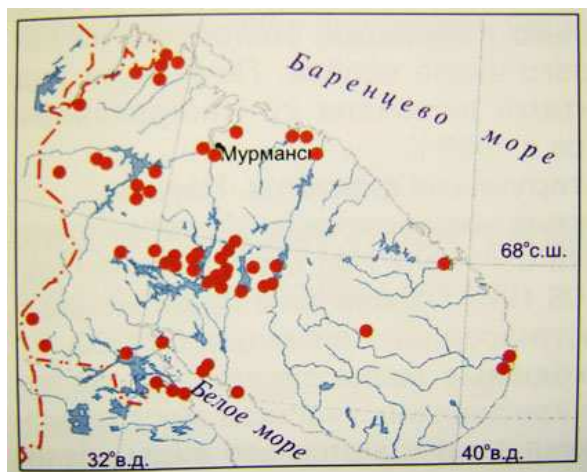 Баренцево море
Мурманск
68°с.ш.
Белое море
32°в.д.
40°в.д.